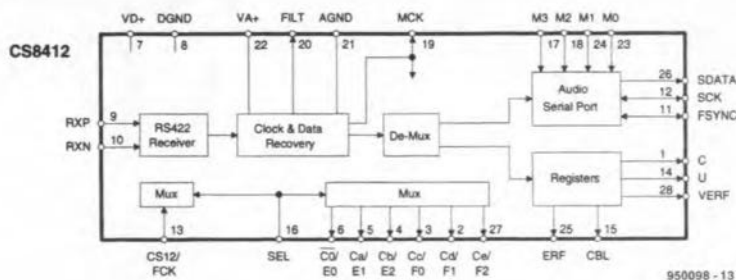 VD+ DGND VA+ FILT AGND MCK M3 M2 M1 M0
7 8 22 20 21 19 17 18 24 23
CS8412
RXP 9
RXN 10
RS422 Receiver
Clock & Data Recovery
De-Mux
Audio Serial Port
26 SDATA
12 SCK
11 FSYNC
Registers
1 C
14 U
28 VERF
Mux
Mux
13 16 6 5 4 3 2 27 25 15
CS12/ SEL C0/ Ca/ Cb/ Cc/ Cd/ Ce/ ERF CBL
FCK E0 E1 E2 F0 F1 F2
950098 - 13